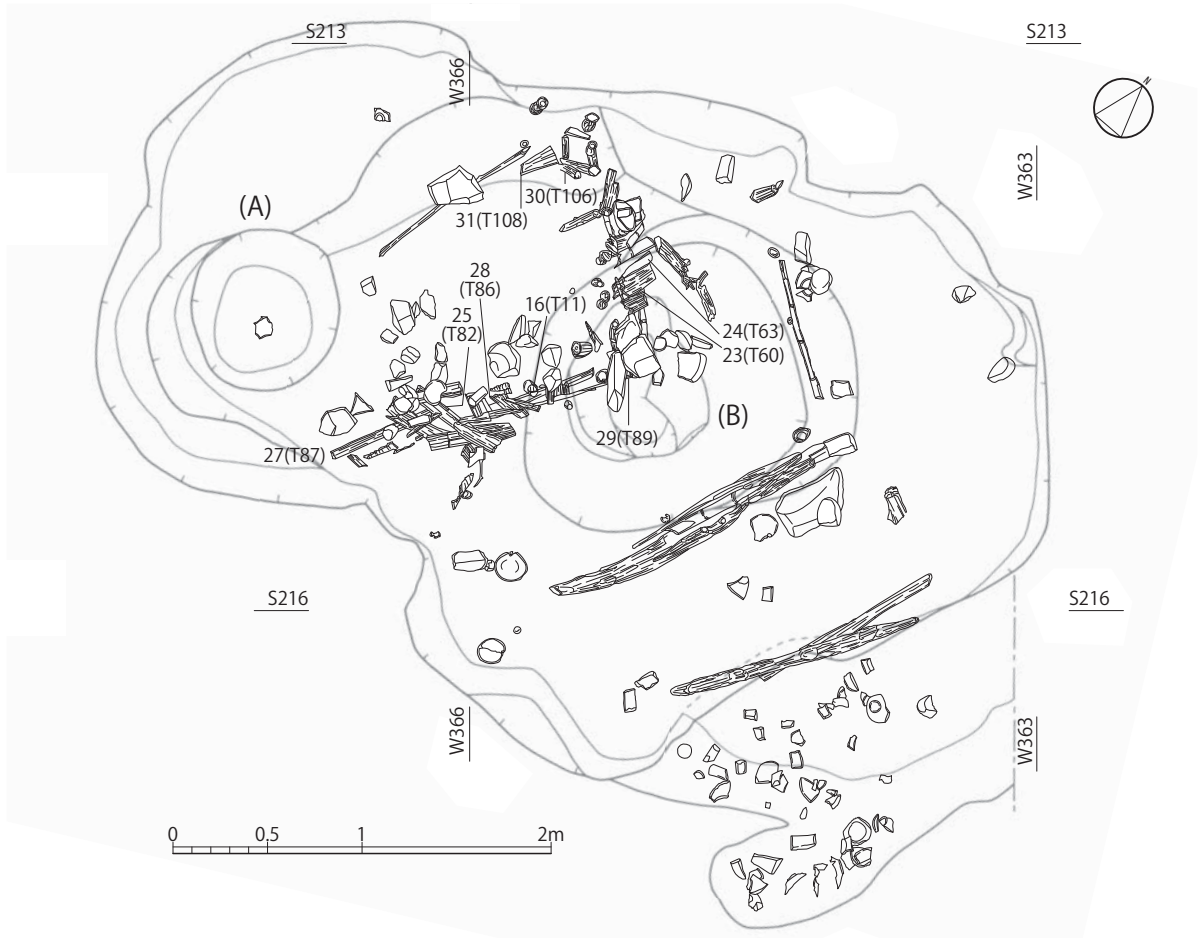 S213
S213
N
W366
W363
(A)
30(T106)
31(T108)
28
(T86)
25
(T82)
16(T11)
24(T63)
23(T60)
(B)
29(T89)
27(T87)
S216
S216
W366
W363
0 0.5 1 2m